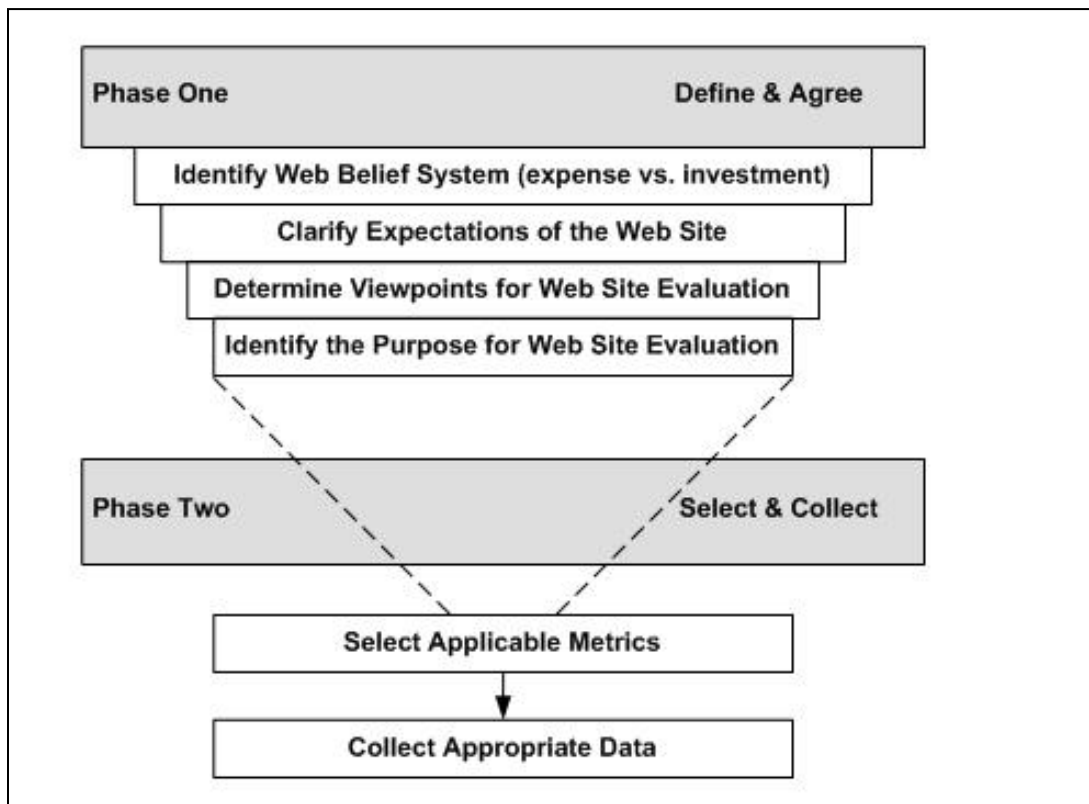 Phase One Define & Agree
Identify Web Belief System (expense vs. investment)
Clarify Expectations of the Web Site
Determine Viewpoints for Web Site Evaluation
Identify the Purpose for Web Site Evaluation
Phase Two Select & Collect
Select Applicable Metrics
Collect Appropriate Data